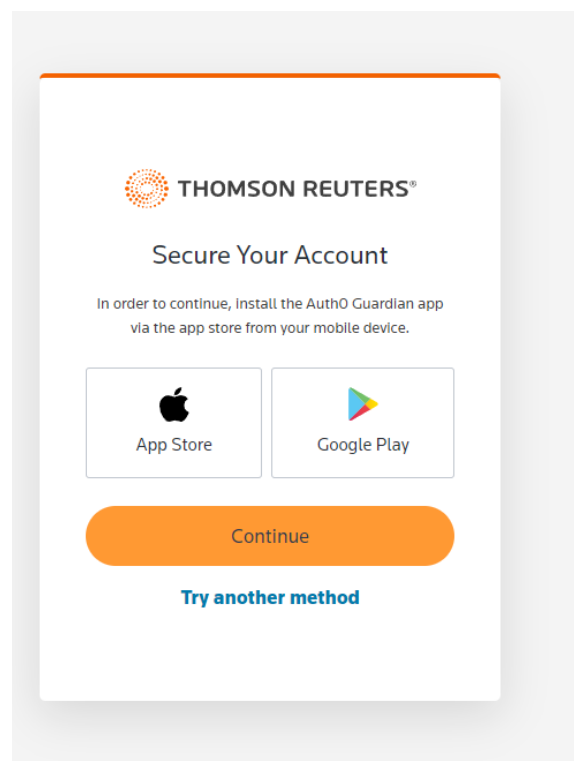 THOMSON REUTERS®
Secure Your Account
In order to continue, install the Auth0 Guardian app
via the app store from your mobile device.
App Store
Google Play
Continue
Try another method